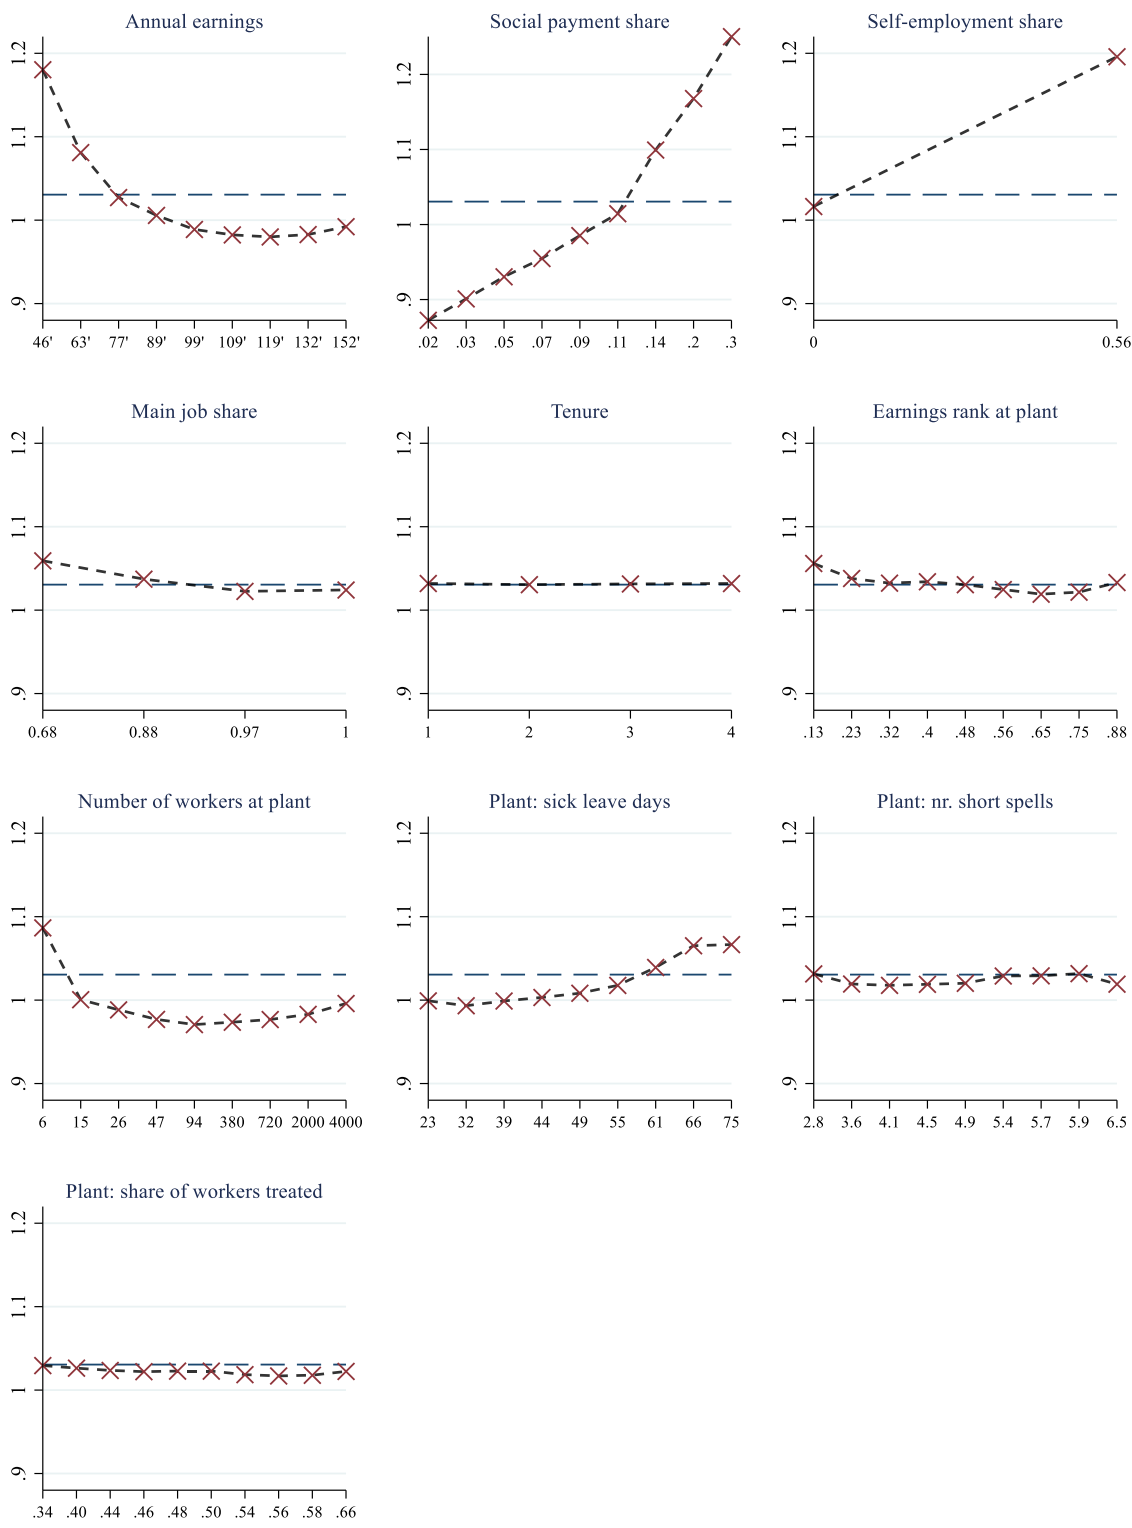 Annual earnings
1.2
1.1
1
.9
46' 63' 77' 89' 99' 109' 119' 132' 152'
Social payment share
1.2
1.1
1
.9
.02 .03 .05 .07 .09 .11 .14 .2 .3
Self-employment share
1.2
1.1
1
.9
0 0.56
Main job share
1.2
1.1
1
.9
0.68 0.88 0.97 1
Tenure
1.2
1.1
1
.9
1 2 3 4
Earnings rank at plant
1.2
1.1
1
.9
.13 .23 .32 .4 .48 .56 .65 .75 .88
Number of workers at plant
1.2
1.1
1
.9
6 15 26 47 94 380 720 2000 4000
Plant: sick leave days
1.2
1.1
1
.9
23 32 39 44 49 55 61 66 75
Plant: nr. short spells
1.2
1.1
1
.9
2.8 3.6 4.1 4.5 4.9 5.4 5.7 5.9 6.5
Plant: share of workers treated
1.2
1.1
1
.9
.34 .40 .44 .46 .48 .50 .54 .56 .58 .66